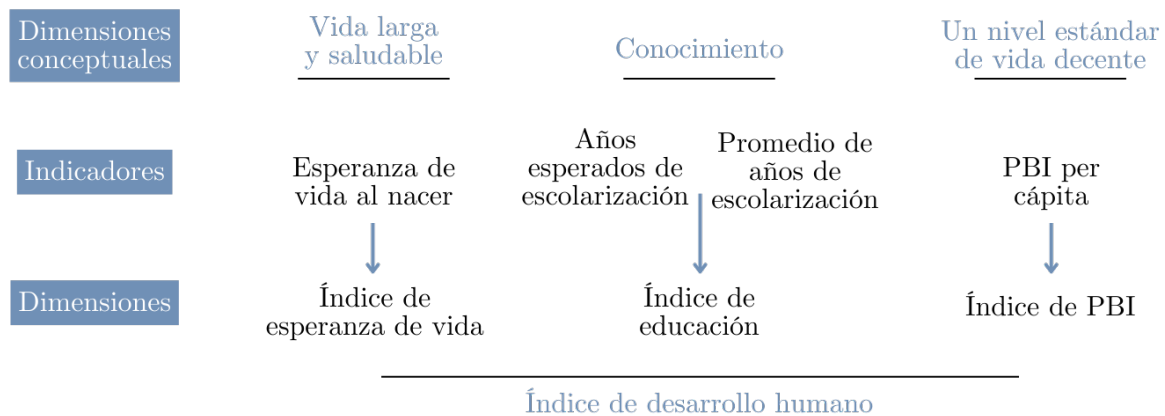 Dimensiones
conceptuales
Vida larga
y saludable
Conocimiento
Un nivel estándar
de vida decente
Indicadores
Esperanza de
vida al nacer
Años
esperados de
escolarización
Promedio de
años de
escolarización
PBI per
cápita
Dimensiones
Índice de
esperanza de vida
Índice de
educación
Índice de PBI
Índice de desarrollo humano